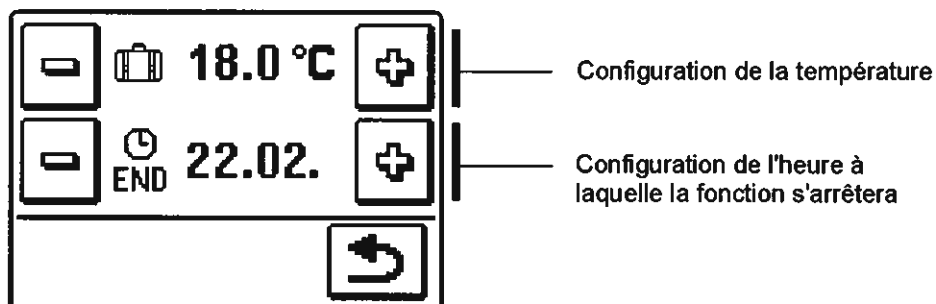 18.0 °C
Configuration de la température
END 22.02.
Configuration de l'heure à
laquelle la fonction s'arrêtera